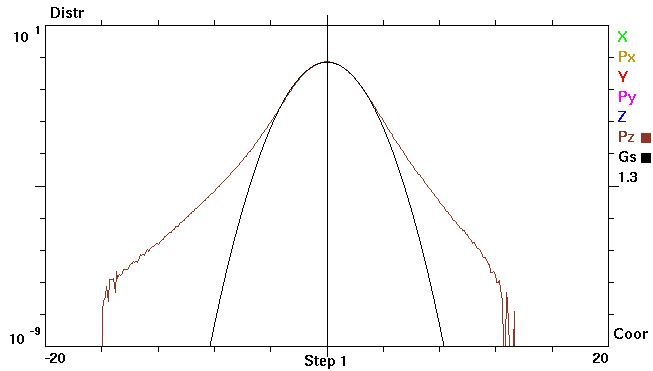 Distr
10 1
X
Px
Y
Py
Z
Pz
Gs
1.3
10 -9
Coor
-20
Step 1
20